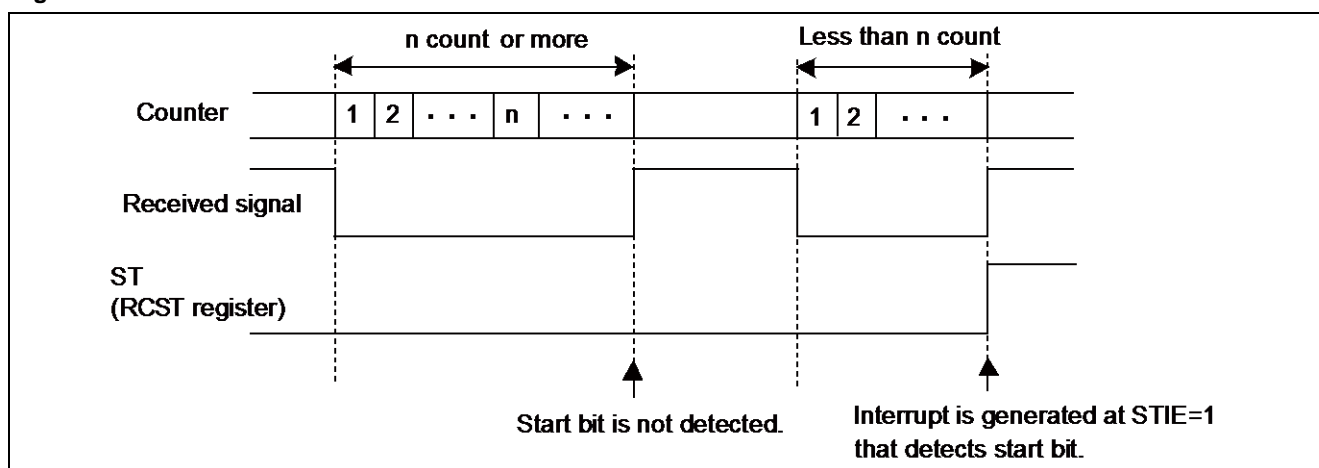 n count or more
Less than n count
Counter
1 2 . . . n . . .
1 2 . . .
Received signal
ST
(RCST register)
Start bit is not detected.
Interrupt is generated at STIE=1
that detects start bit.